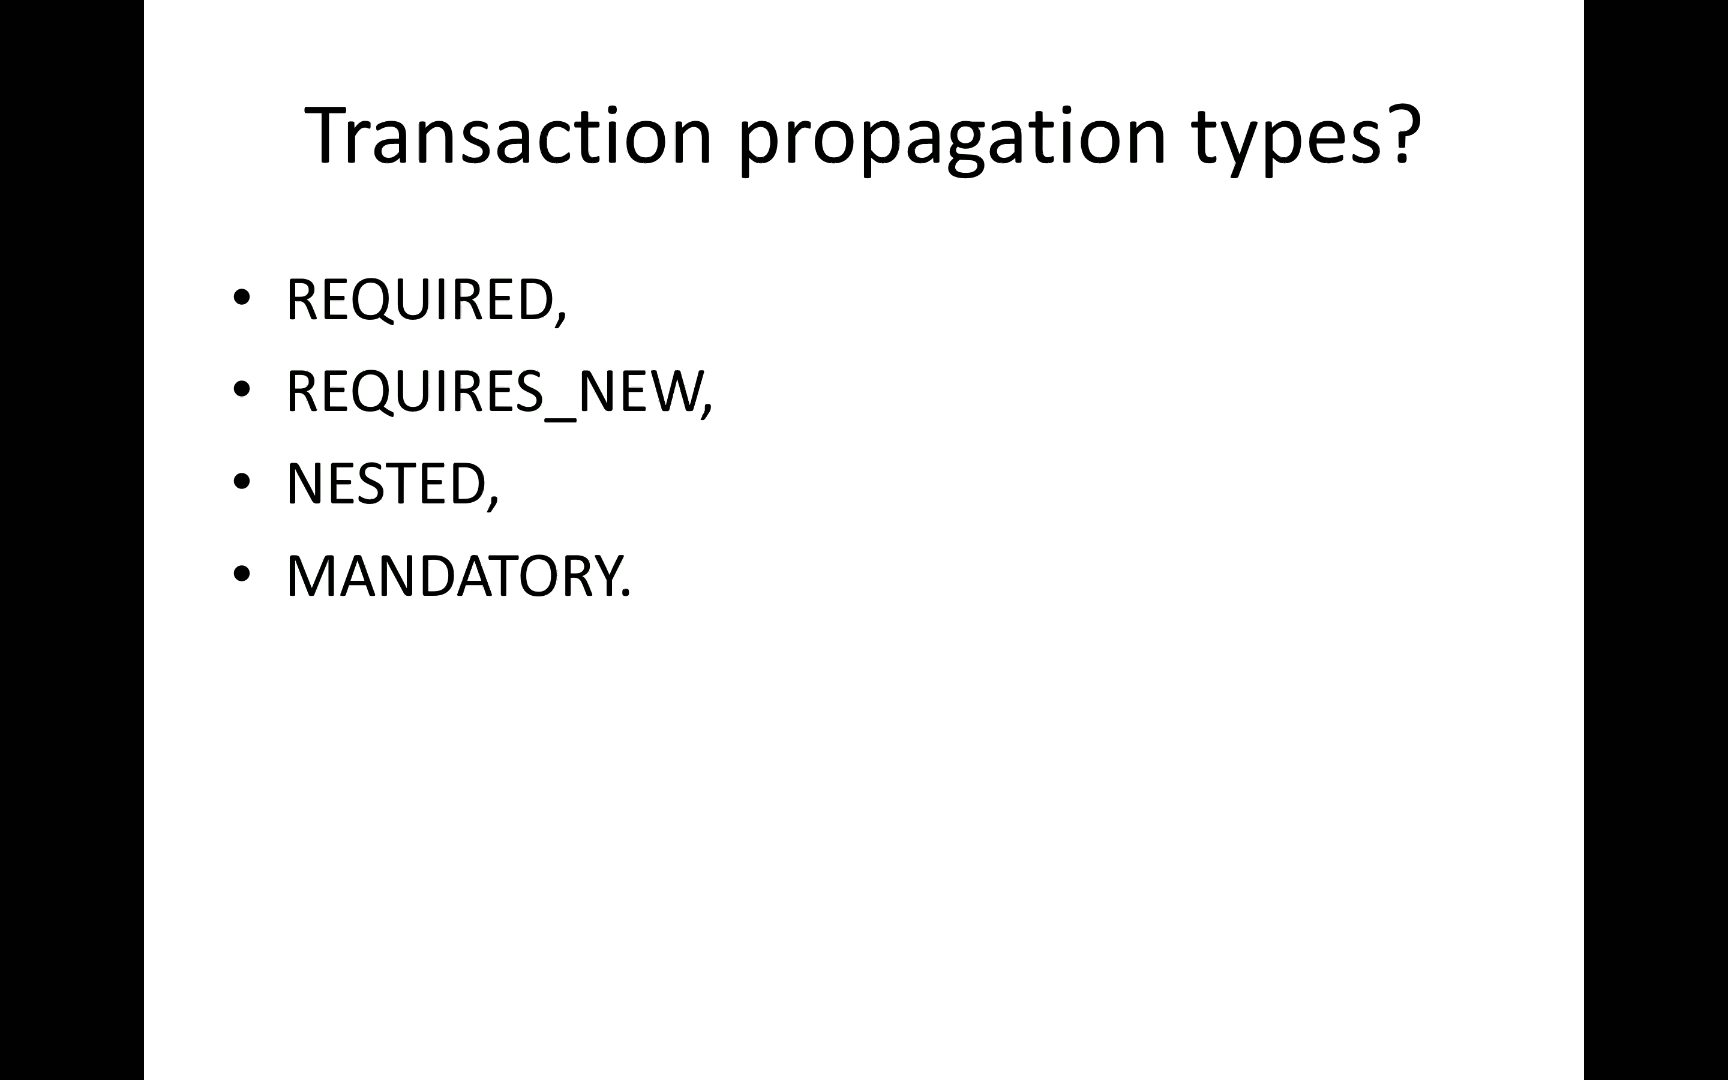 Transaction propagation types?
• REQUIRED,
• REQUIRES_NEW,
• NESTED,
• MANDATORY.